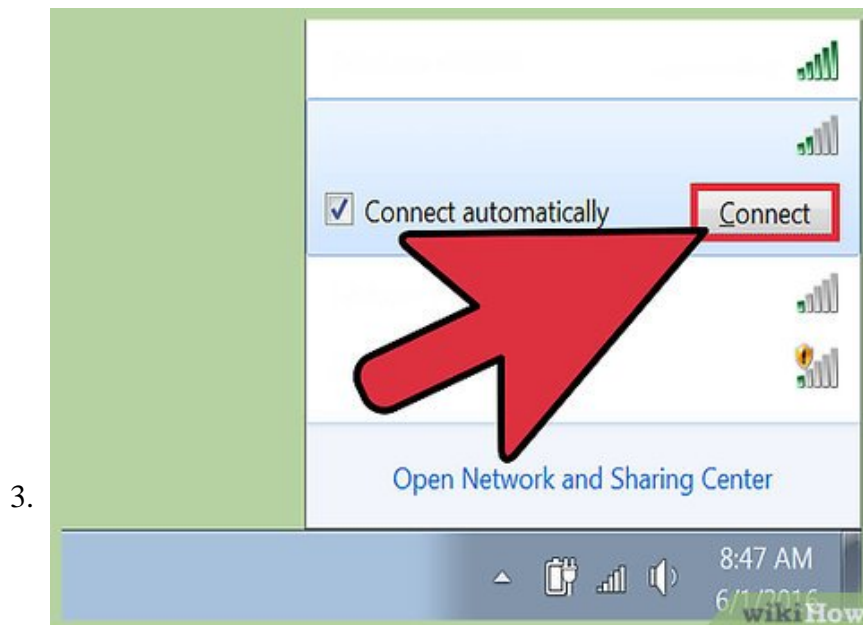 Connect automatically
Connect
Open Network and Sharing Center
3.
8:47 AM
6/1/2016
wikiHow